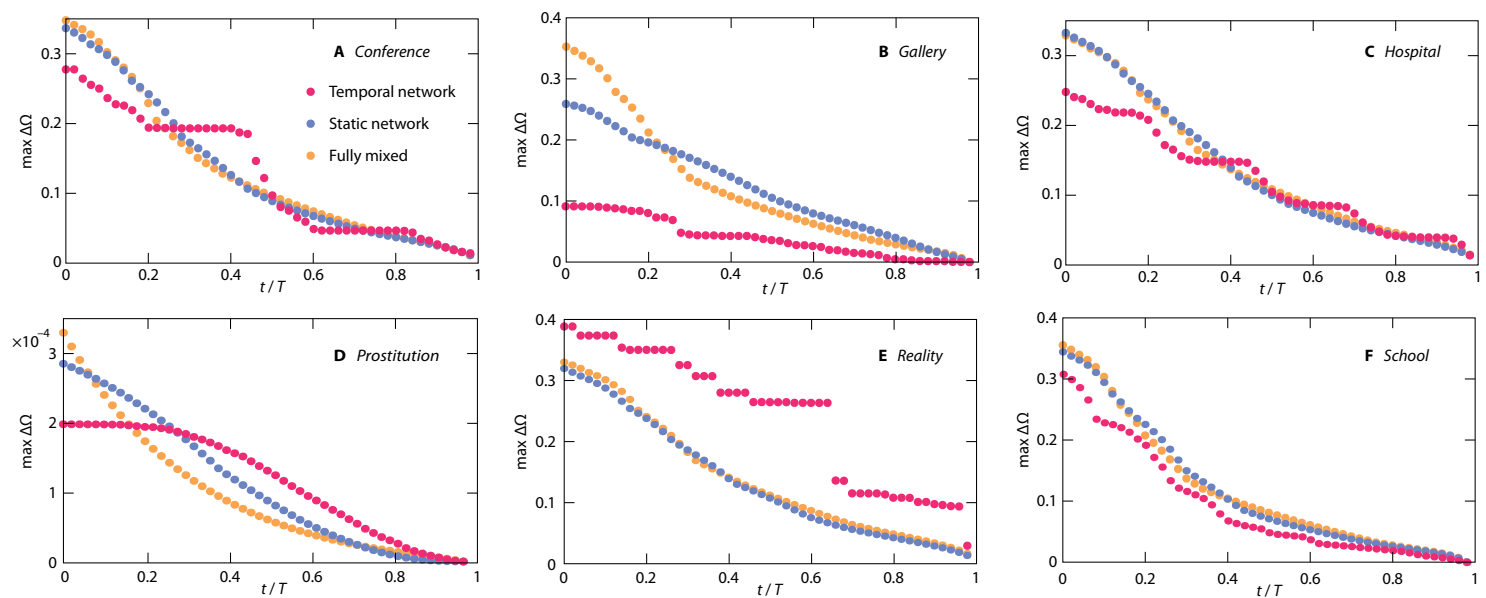 A Conference
Temporal network
Static network
Fully mixed
max ΔΩ
0.3
0.2
0.1
0
0 0.2 0.4 0.6 0.8 1
t / T
B Gallery
max ΔΩ
0.4
0.3
0.2
0.1
0
0 0.2 0.4 0.6 0.8 1
t / T
C Hospital
max ΔΩ
0.3
0.2
0.1
0
0 0.2 0.4 0.6 0.8 1
t / T
D Prostitution
×10⁻⁴
max ΔΩ
3
2
1
0
0 0.2 0.4 0.6 0.8 1
t / T
E Reality
max ΔΩ
0.4
0.3
0.2
0.1
0
0 0.2 0.4 0.6 0.8 1
t / T
F School
max ΔΩ
0.4
0.3
0.2
0.1
0
0 0.2 0.4 0.6 0.8 1
t / T